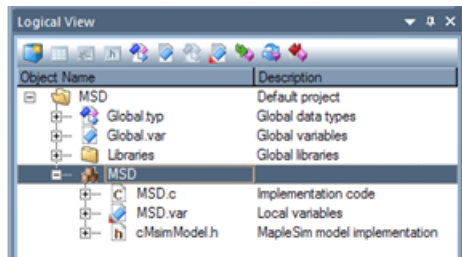 Logical View
Object Name Description
MSD Default project
Global.typ Global data types
Global.var Global variables
Libraries Global libraries
MSD
MSD.c Implementation code
MSD.var Local variables
cMsimModel.h MapleSim model implementation